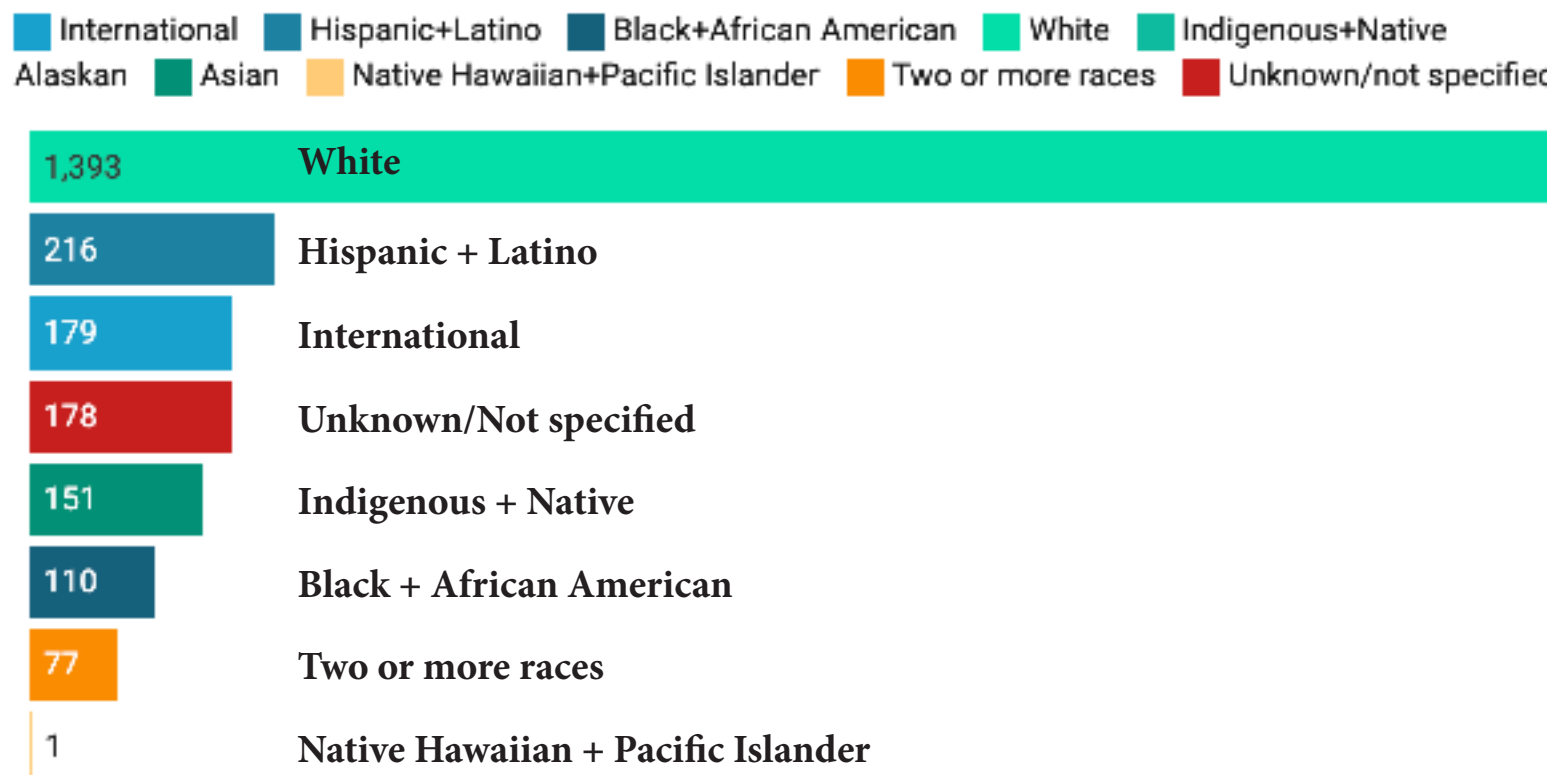 International Hispanic+Latino Black+African American White Indigenous+Native
Alaskan Asian Native Hawaiian+Pacific Islander Two or more races Unknown/not specified
1,393 White
216 Hispanic + Latino
179 International
178 Unknown/Not specified
151 Indigenous + Native
110 Black + African American
77 Two or more races
1 Native Hawaiian + Pacific Islander